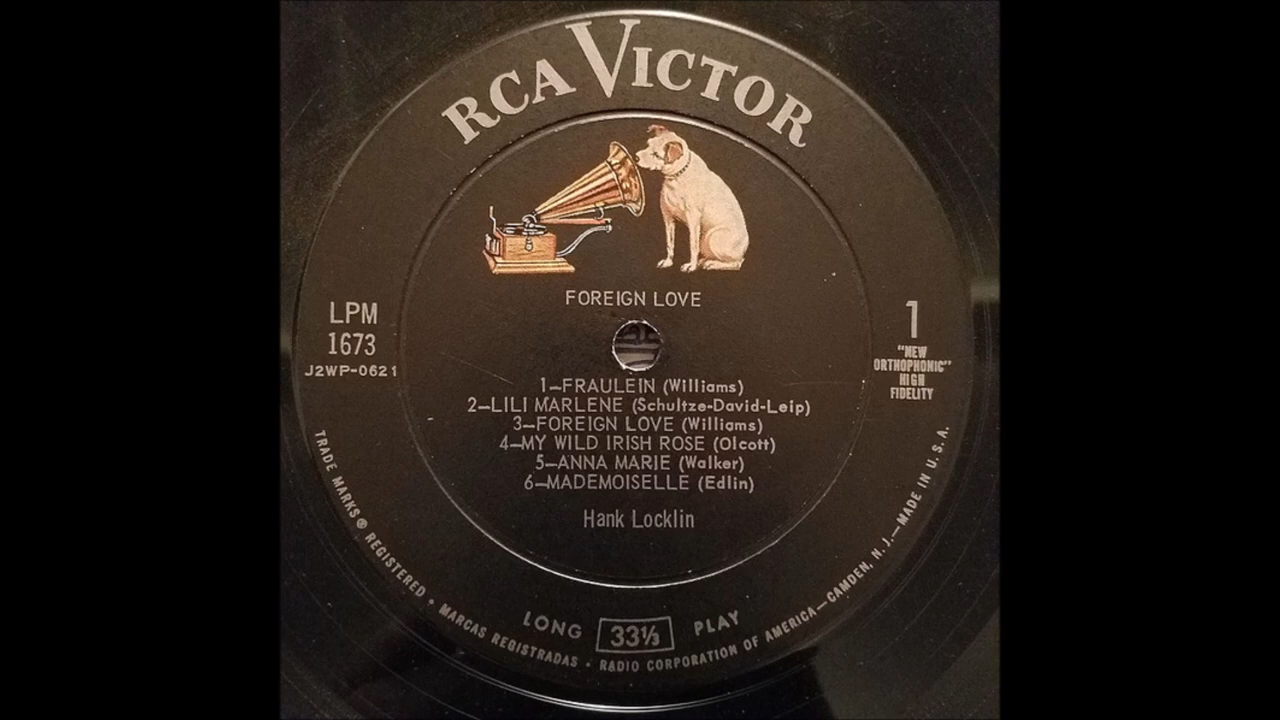 RCA VICTOR
FOREIGN LOVE
LPM
1673
J2WP-0621
1
"NEW
ORTHOPHONIC"
HIGH
FIDELITY
1—FRAULEIN (Williams)
2—LILI MARLENE (Schultze-David-Leip)
3—FOREIGN LOVE (Williams)
4—MY WILD IRISH ROSE (Olcott)
5—ANNA MARIE (Walker)
6—MADEMOISELLE (Edlin)
Hank Locklin
LONG 33⅓ PLAY
TRADE MARKS ® REGISTERED • MARCAS REGISTRADAS • RADIO CORPORATION OF AMERICA—CAMDEN, N. J.—MADE IN U. S. A.